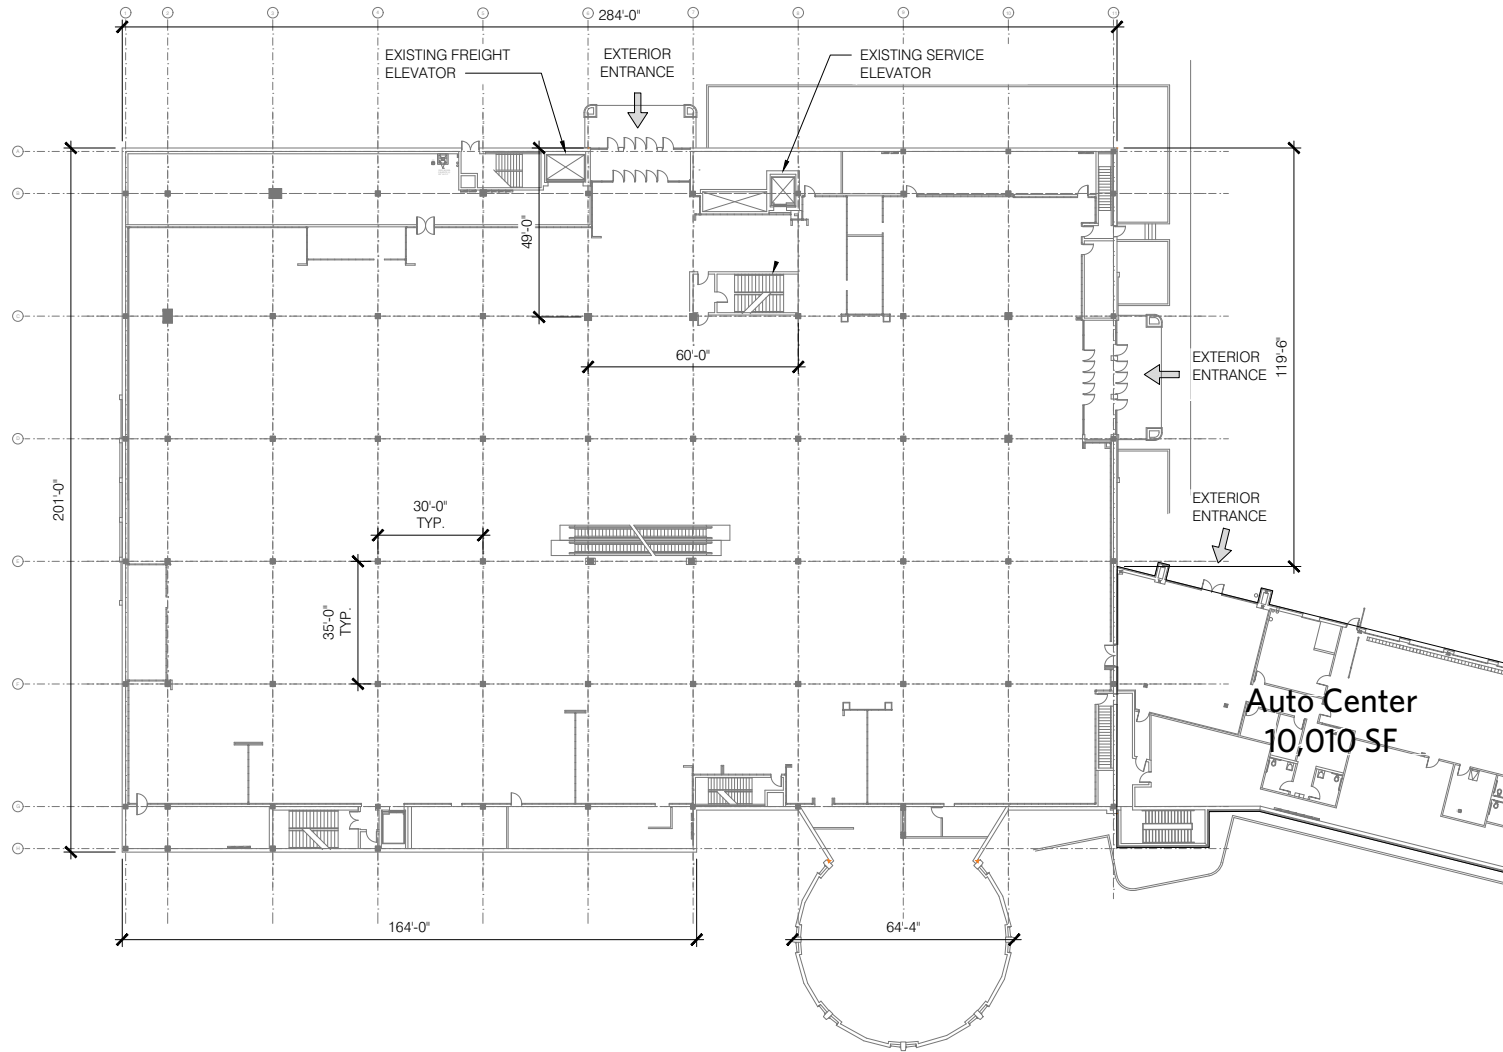 284'-0"
EXISTING FREIGHT
ELEVATOR
EXTERIOR
ENTRANCE
EXISTING SERVICE
ELEVATOR
49'-0"
60'-0"
EXTERIOR
ENTRANCE
119'-6"
201'-0"
30'-0"
TYP.
EXTERIOR
ENTRANCE
35'-0"
TYP.
Auto Center
10,010 SF
164'-0"
64'-4"